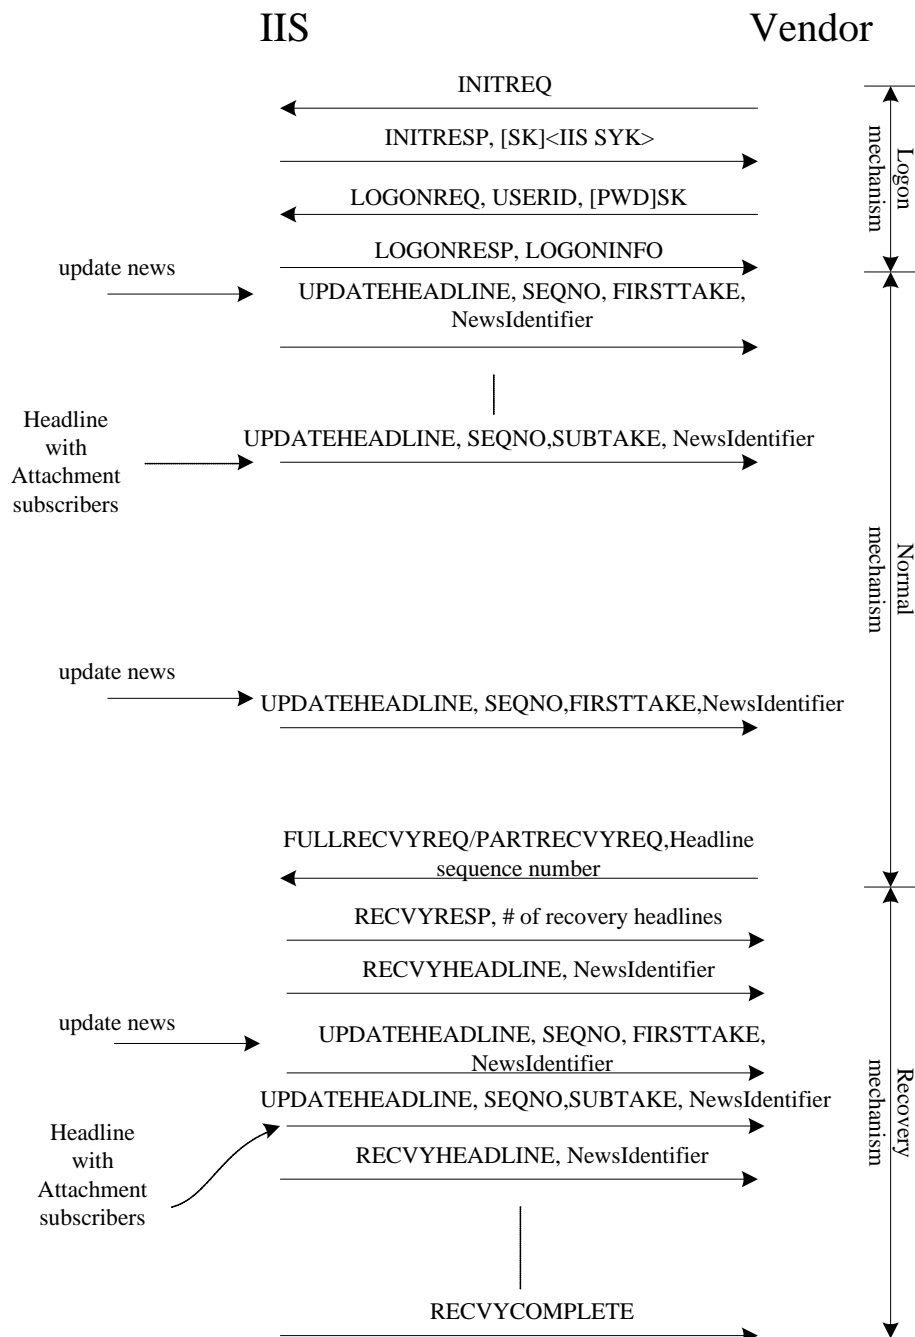 IIS
Vendor
INITREQ
INITRESP, [SK]<IIS SYK>
LOGONREQ, USERID, [PWD]SK
LOGONRESP, LOGONINFO
Logon
mechanism
update news
UPDATEHEADLINE, SEQNO, FIRSTTAKE,
NewsIdentifier
Headline
with
Attachment
subscribers
UPDATEHEADLINE, SEQNO,SUBTAKE, NewsIdentifier
Normal
mechanism
update news
UPDATEHEADLINE, SEQNO,FIRSTTAKE,NewsIdentifier
FULLRECVYREQ/PARTRECVYREQ,Headline
sequence number
RECVYRESP, # of recovery headlines
RECVYHEADLINE, NewsIdentifier
update news
UPDATEHEADLINE, SEQNO, FIRSTTAKE,
NewsIdentifier
UPDATEHEADLINE, SEQNO,SUBTAKE, NewsIdentifier
Headline
with
Attachment
subscribers
RECVYHEADLINE, NewsIdentifier
Recovery
mechanism
RECVYCOMPLETE